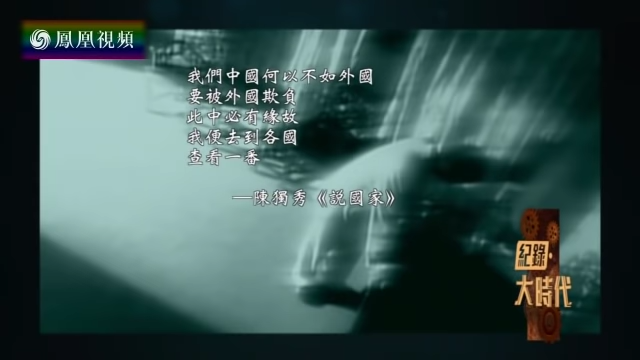 鳳凰視頻
我們中國何以不如外國
要被外國欺負
此中必有緣故
我便去到各國
查看一番
—陳獨秀《説國家》
紀錄·
大時代